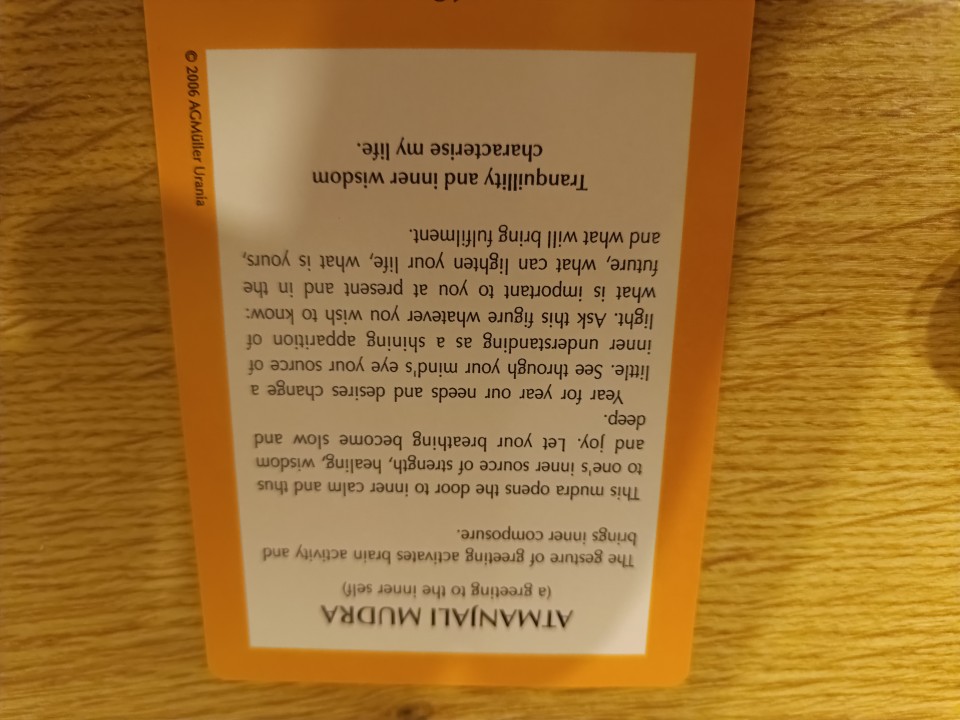 ATMANJALI MUDRA
(a greeting to the inner self)
The gesture of greeting activates brain activity and
brings inner composure.
This mudra opens the door to inner calm and thus
to one's inner source of strength, healing, wisdom
and joy. Let your breathing become slow and
deep.
Year for year our needs and desires change a
little. See through your mind's eye your source of
inner understanding as a shining apparition of
light. Ask this figure whatever you wish to know:
what is important to you at present and in the
future, what can lighten your life, what is yours,
and what will bring fulfilment.
Tranquillity and inner wisdom
characterise my life.
© 2006 AGMüller Urania